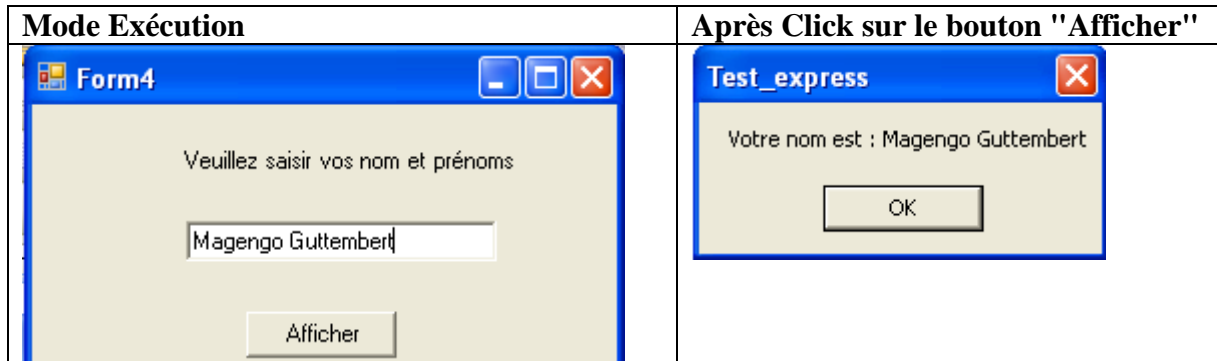 Mode Exécution
Après Click sur le bouton "Afficher"
Form4
Veuillez saisir vos nom et prénoms
Magengo Guttembert
Afficher
Test_express
Votre nom est : Magengo Guttembert
OK